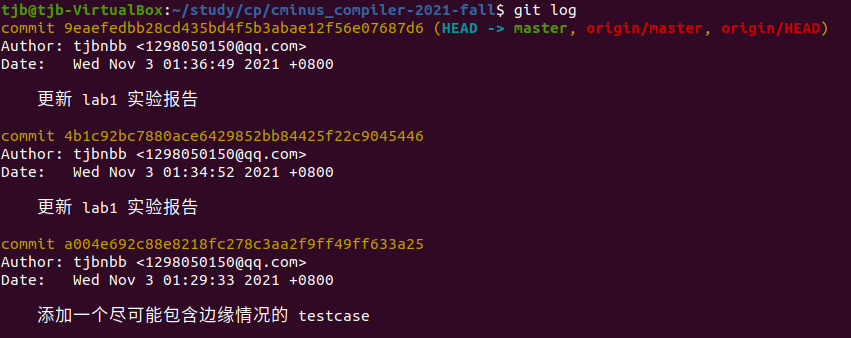 tjb@tjb-VirtualBox:~/study/cp/cminus_compiler-2021-fall$ git log
commit 9eaefedbb28cd435bd4f5b3abae12f56e07687d6 (HEAD -> master, origin/master, origin/HEAD)
Author: tjbnbb <1298050150@qq.com>
Date:   Wed Nov 3 01:36:49 2021 +0800
    更新 lab1 实验报告
commit 4b1c92bc7880ace6429852bb84425f22c9045446
Author: tjbnbb <1298050150@qq.com>
Date:   Wed Nov 3 01:34:52 2021 +0800
    更新 lab1 实验报告
commit a004e692c88e8218fc278c3aa2f9ff49ff633a25
Author: tjbnbb <1298050150@qq.com>
Date:   Wed Nov 3 01:29:33 2021 +0800
    添加一个尽可能包含边缘情况的 testcase